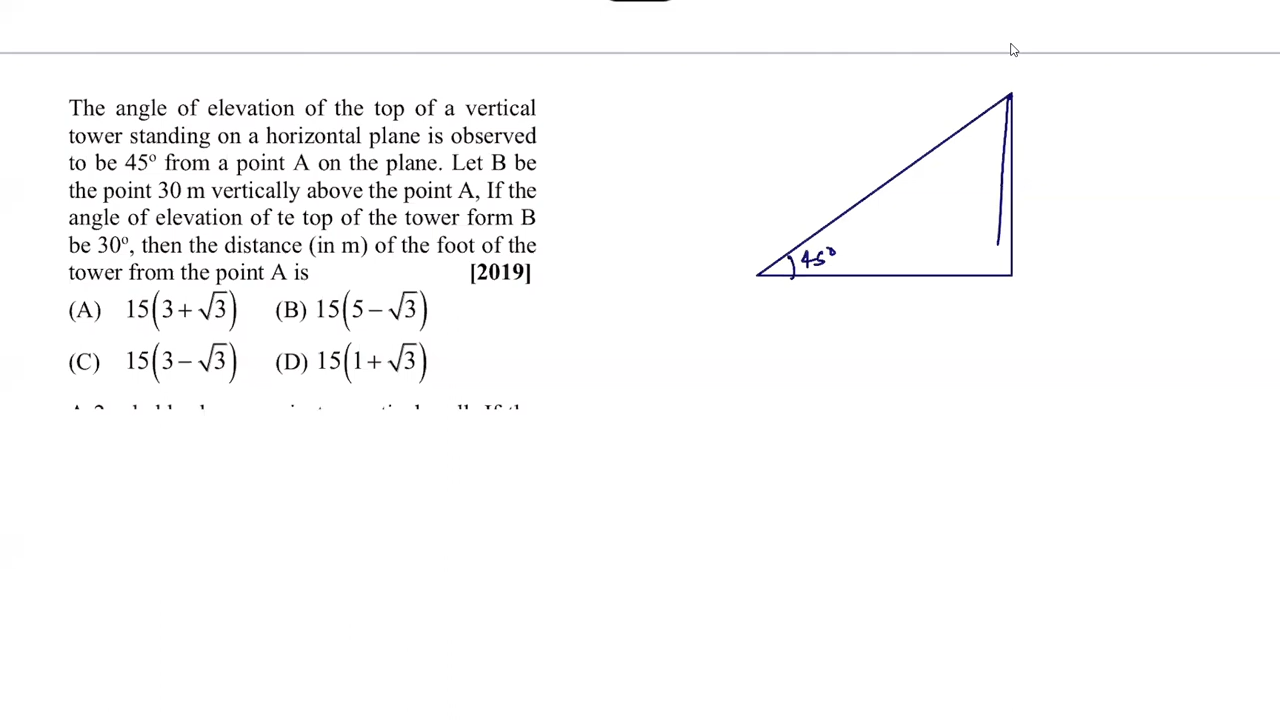 The angle of elevation of the top of a vertical
tower standing on a horizontal plane is observed
to be 45° from a point A on the plane. Let B be
the point 30 m vertically above the point A, If the
angle of elevation of te top of the tower form B
be 30°, then the distance (in m) of the foot of the
tower from the point A is [2019]
(A) 15(3+√3) (B) 15(5−√3)
(C) 15(3−√3) (D) 15(1+√3)
45°